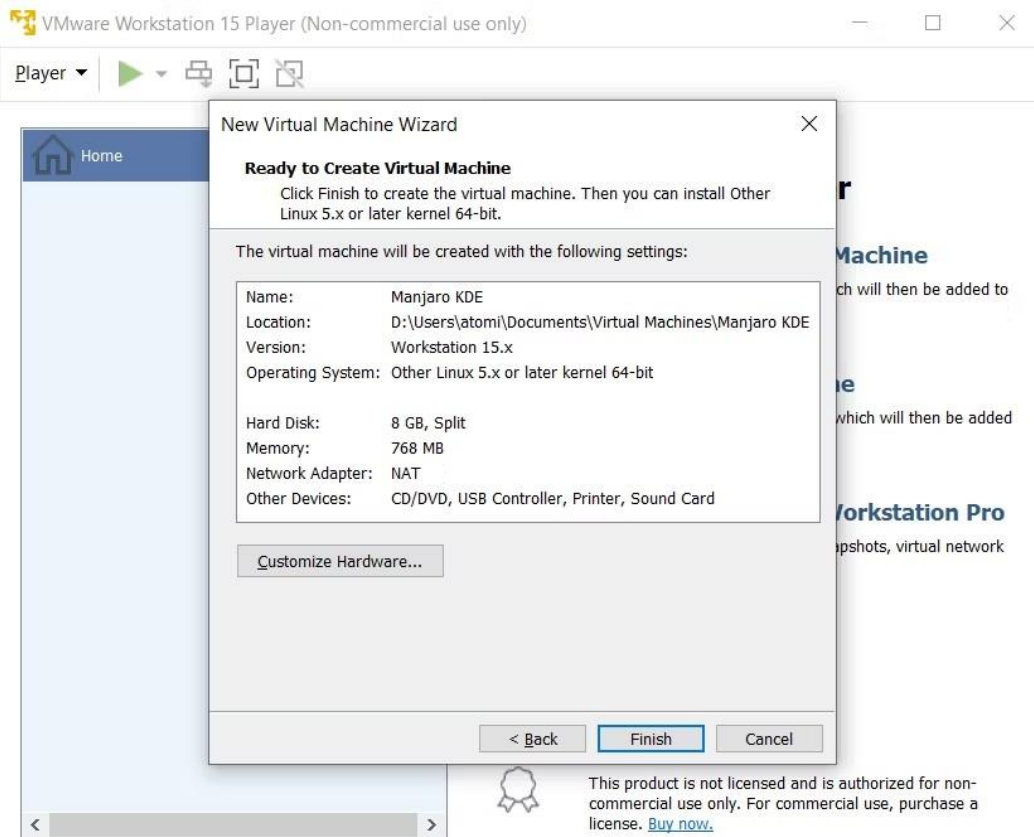 VMware Workstation 15 Player (Non-commercial use only)
Player
Home
New Virtual Machine Wizard
Ready to Create Virtual Machine
Click Finish to create the virtual machine. Then you can install Other
Linux 5.x or later kernel 64-bit.
The virtual machine will be created with the following settings:
Name: Manjaro KDE
Location: D:\Users\atomi\Documents\Virtual Machines\Manjaro KDE
Version: Workstation 15.x
Operating System: Other Linux 5.x or later kernel 64-bit
Hard Disk: 8 GB, Split
Memory: 768 MB
Network Adapter: NAT
Other Devices: CD/DVD, USB Controller, Printer, Sound Card
Customize Hardware...
< Back Finish Cancel
r
Machine
ch will then be added to
ne
which will then be added
Workstation Pro
apshots, virtual network
This product is not licensed and is authorized for non-
commercial use only. For commercial use, purchase a
license. Buy now.